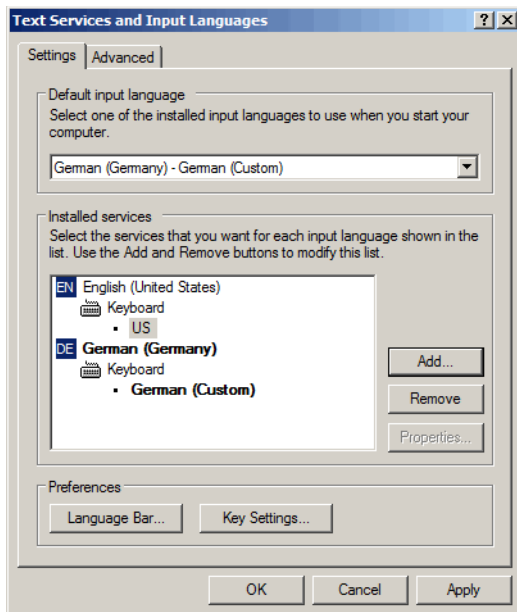 Text Services and Input Languages
Settings
Advanced
Default input language
Select one of the installed input languages to use when you start your
computer.
German (Germany) - German (Custom)
Installed services
Select the services that you want for each input language shown in the
list. Use the Add and Remove buttons to modify this list.
EN English (United States)
Keyboard
• US
DE German (Germany)
Keyboard
• German (Custom)
Add...
Remove
Properties...
Preferences
Language Bar...
Key Settings...
OK
Cancel
Apply